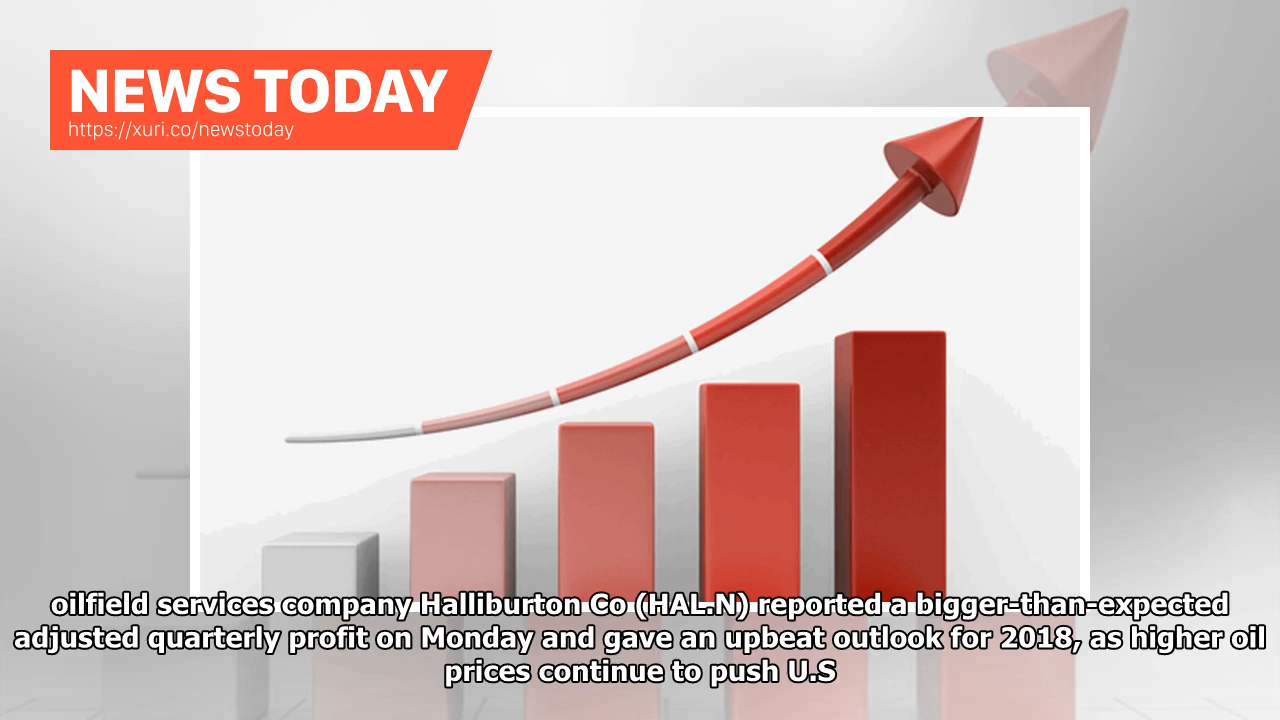 NEWS TODAY
https://xuri.co/newstoday
oilfield services company Halliburton Co (HAL.N) reported a bigger-than-expected
adjusted quarterly profit on Monday and gave an upbeat outlook for 2018, as higher oil
prices continue to push U.S